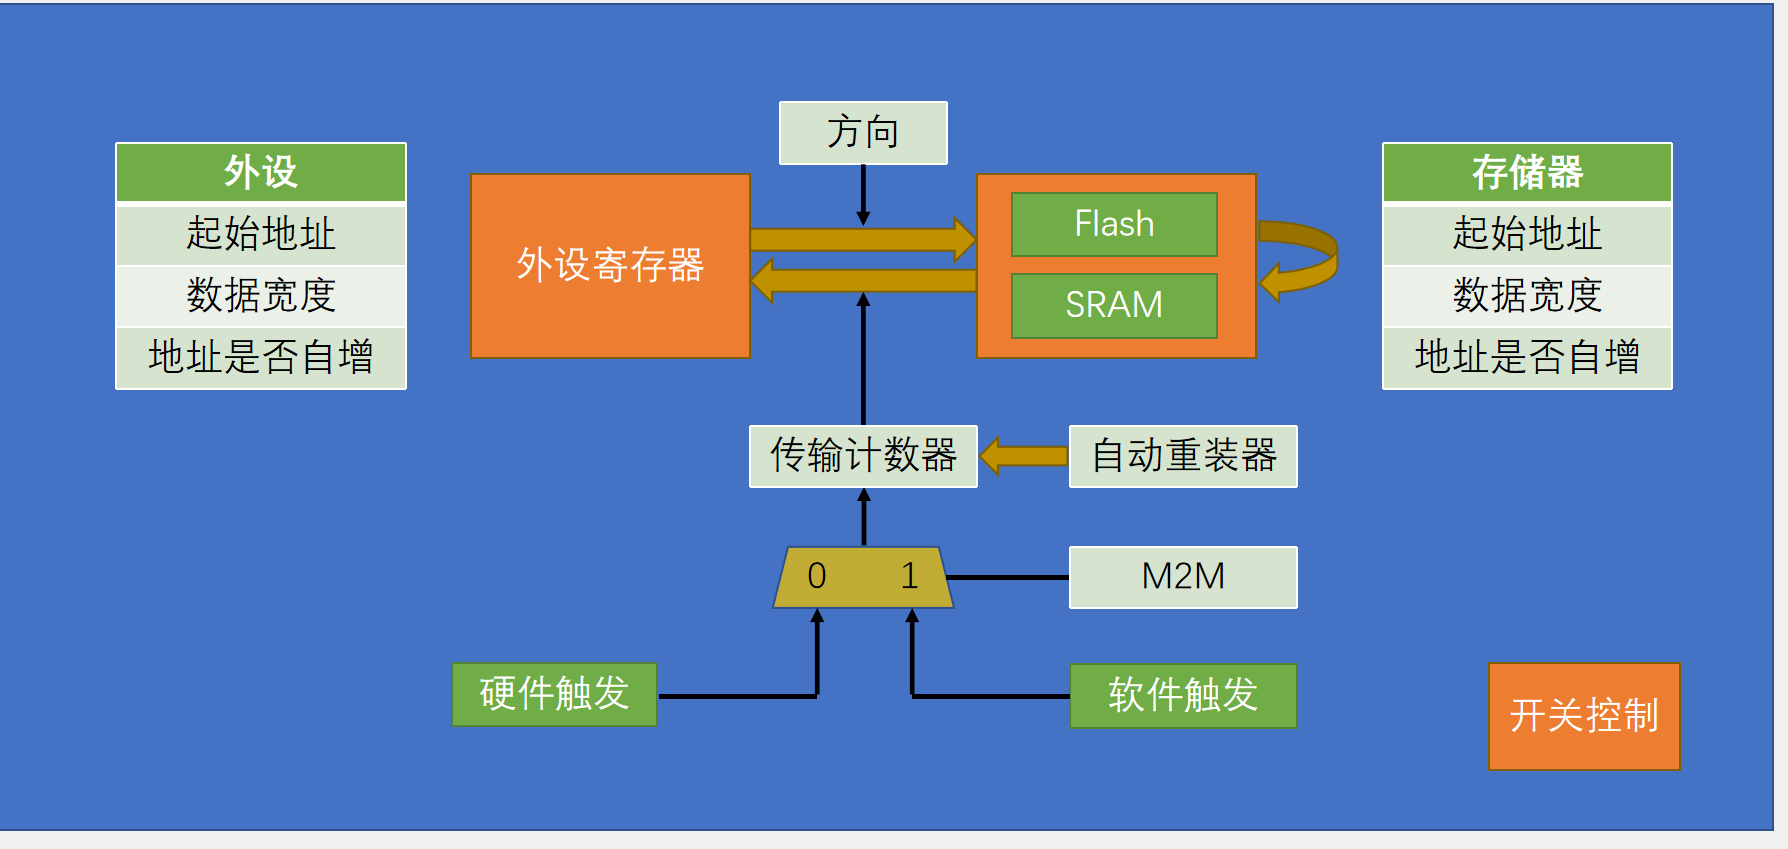 方向
外设
起始地址
数据宽度
地址是否自增
外设寄存器
Flash
SRAM
存储器
起始地址
数据宽度
地址是否自增
传输计数器
自动重装器
0 1
M2M
硬件触发
软件触发
开关控制